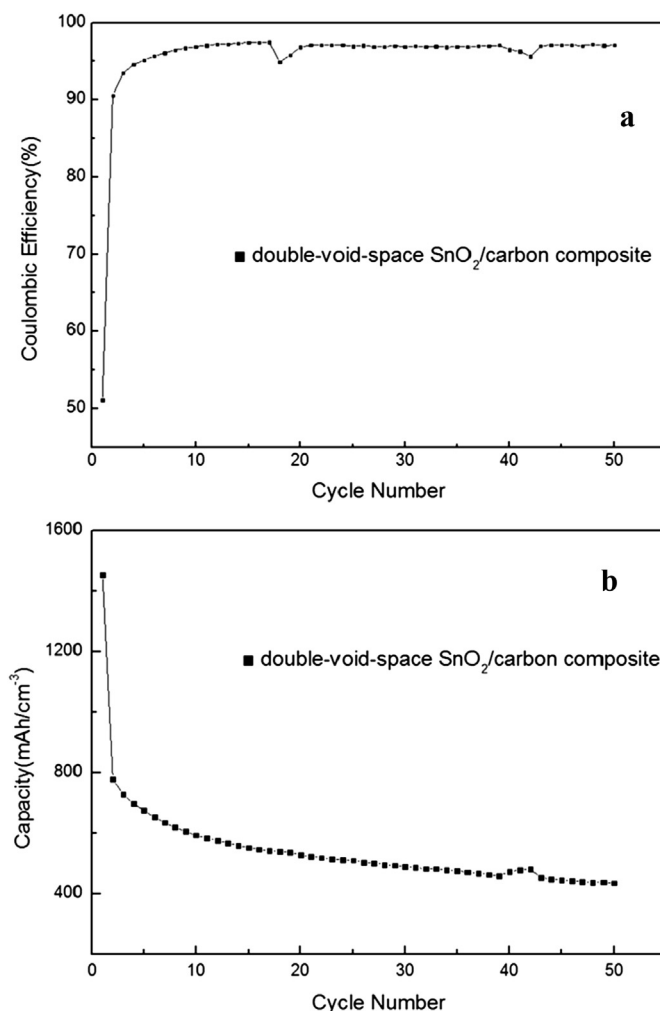 100
90
80
70
60
50
0
10
20
30
40
50
Coulombic Efficiency(%)
a
■ double-void-space SnO₂/carbon composite
Cycle Number
1600
1200
800
400
0
10
20
30
40
50
Capacity(mAh/cm⁻³)
b
■ double-void-space SnO₂/carbon composite
Cycle Number